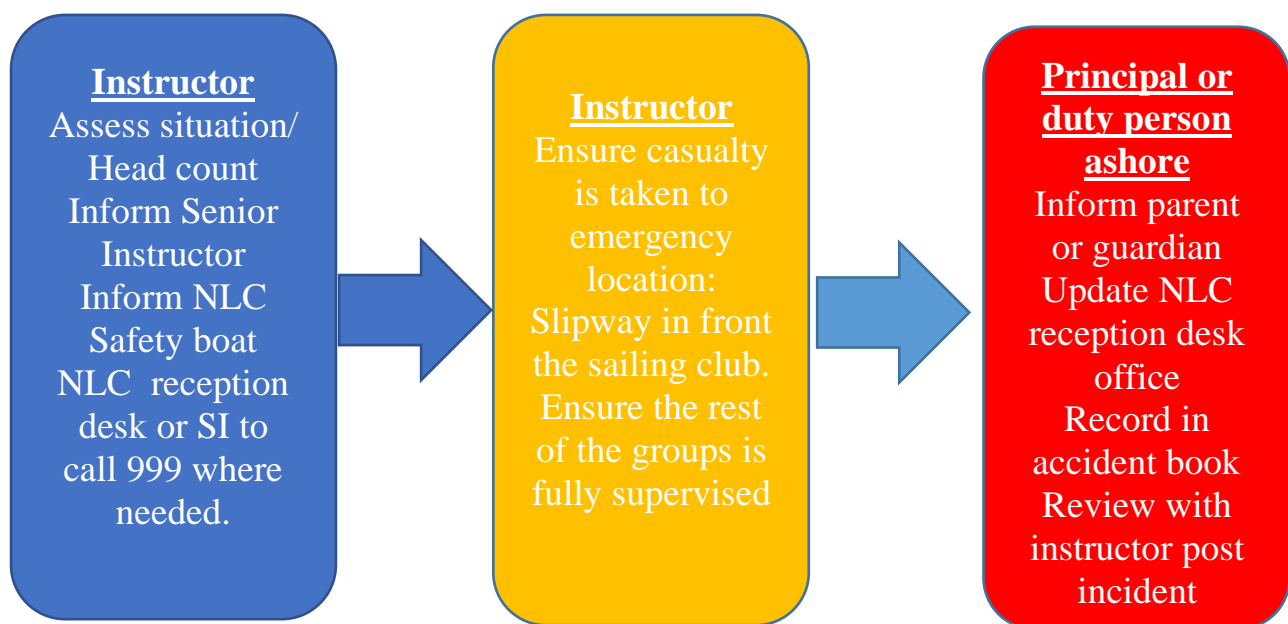 Instructor
Assess situation/
Head count
Inform Senior
Instructor
Inform NLC
Safety boat
NLC  reception
desk or SI to
call 999 where
needed.
Instructor
Ensure casualty
is taken to
emergency
location:
Slipway in front
the sailing club.
Ensure the rest
of the groups is
fully supervised
Principal or
duty person
ashore
Inform parent
or guardian
Update NLC
reception desk
office
Record in
accident book
Review with
instructor post
incident